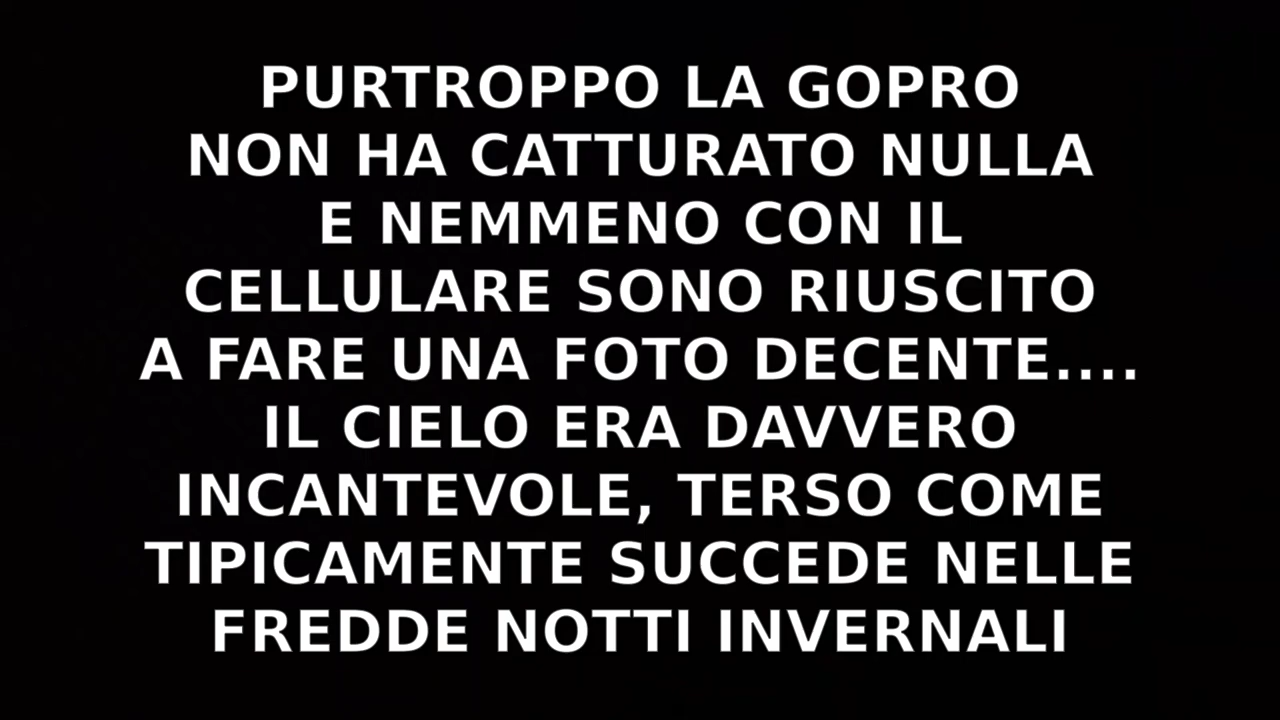 PURTROPPO LA GOPRO
NON HA CATTURATO NULLA
E NEMMENO CON IL
CELLULARE SONO RIUSCITO
A FARE UNA FOTO DECENTE....
IL CIELO ERA DAVVERO
INCANTEVOLE, TERSO COME
TIPICAMENTE SUCCEDE NELLE
FREDDE NOTTI INVERNALI